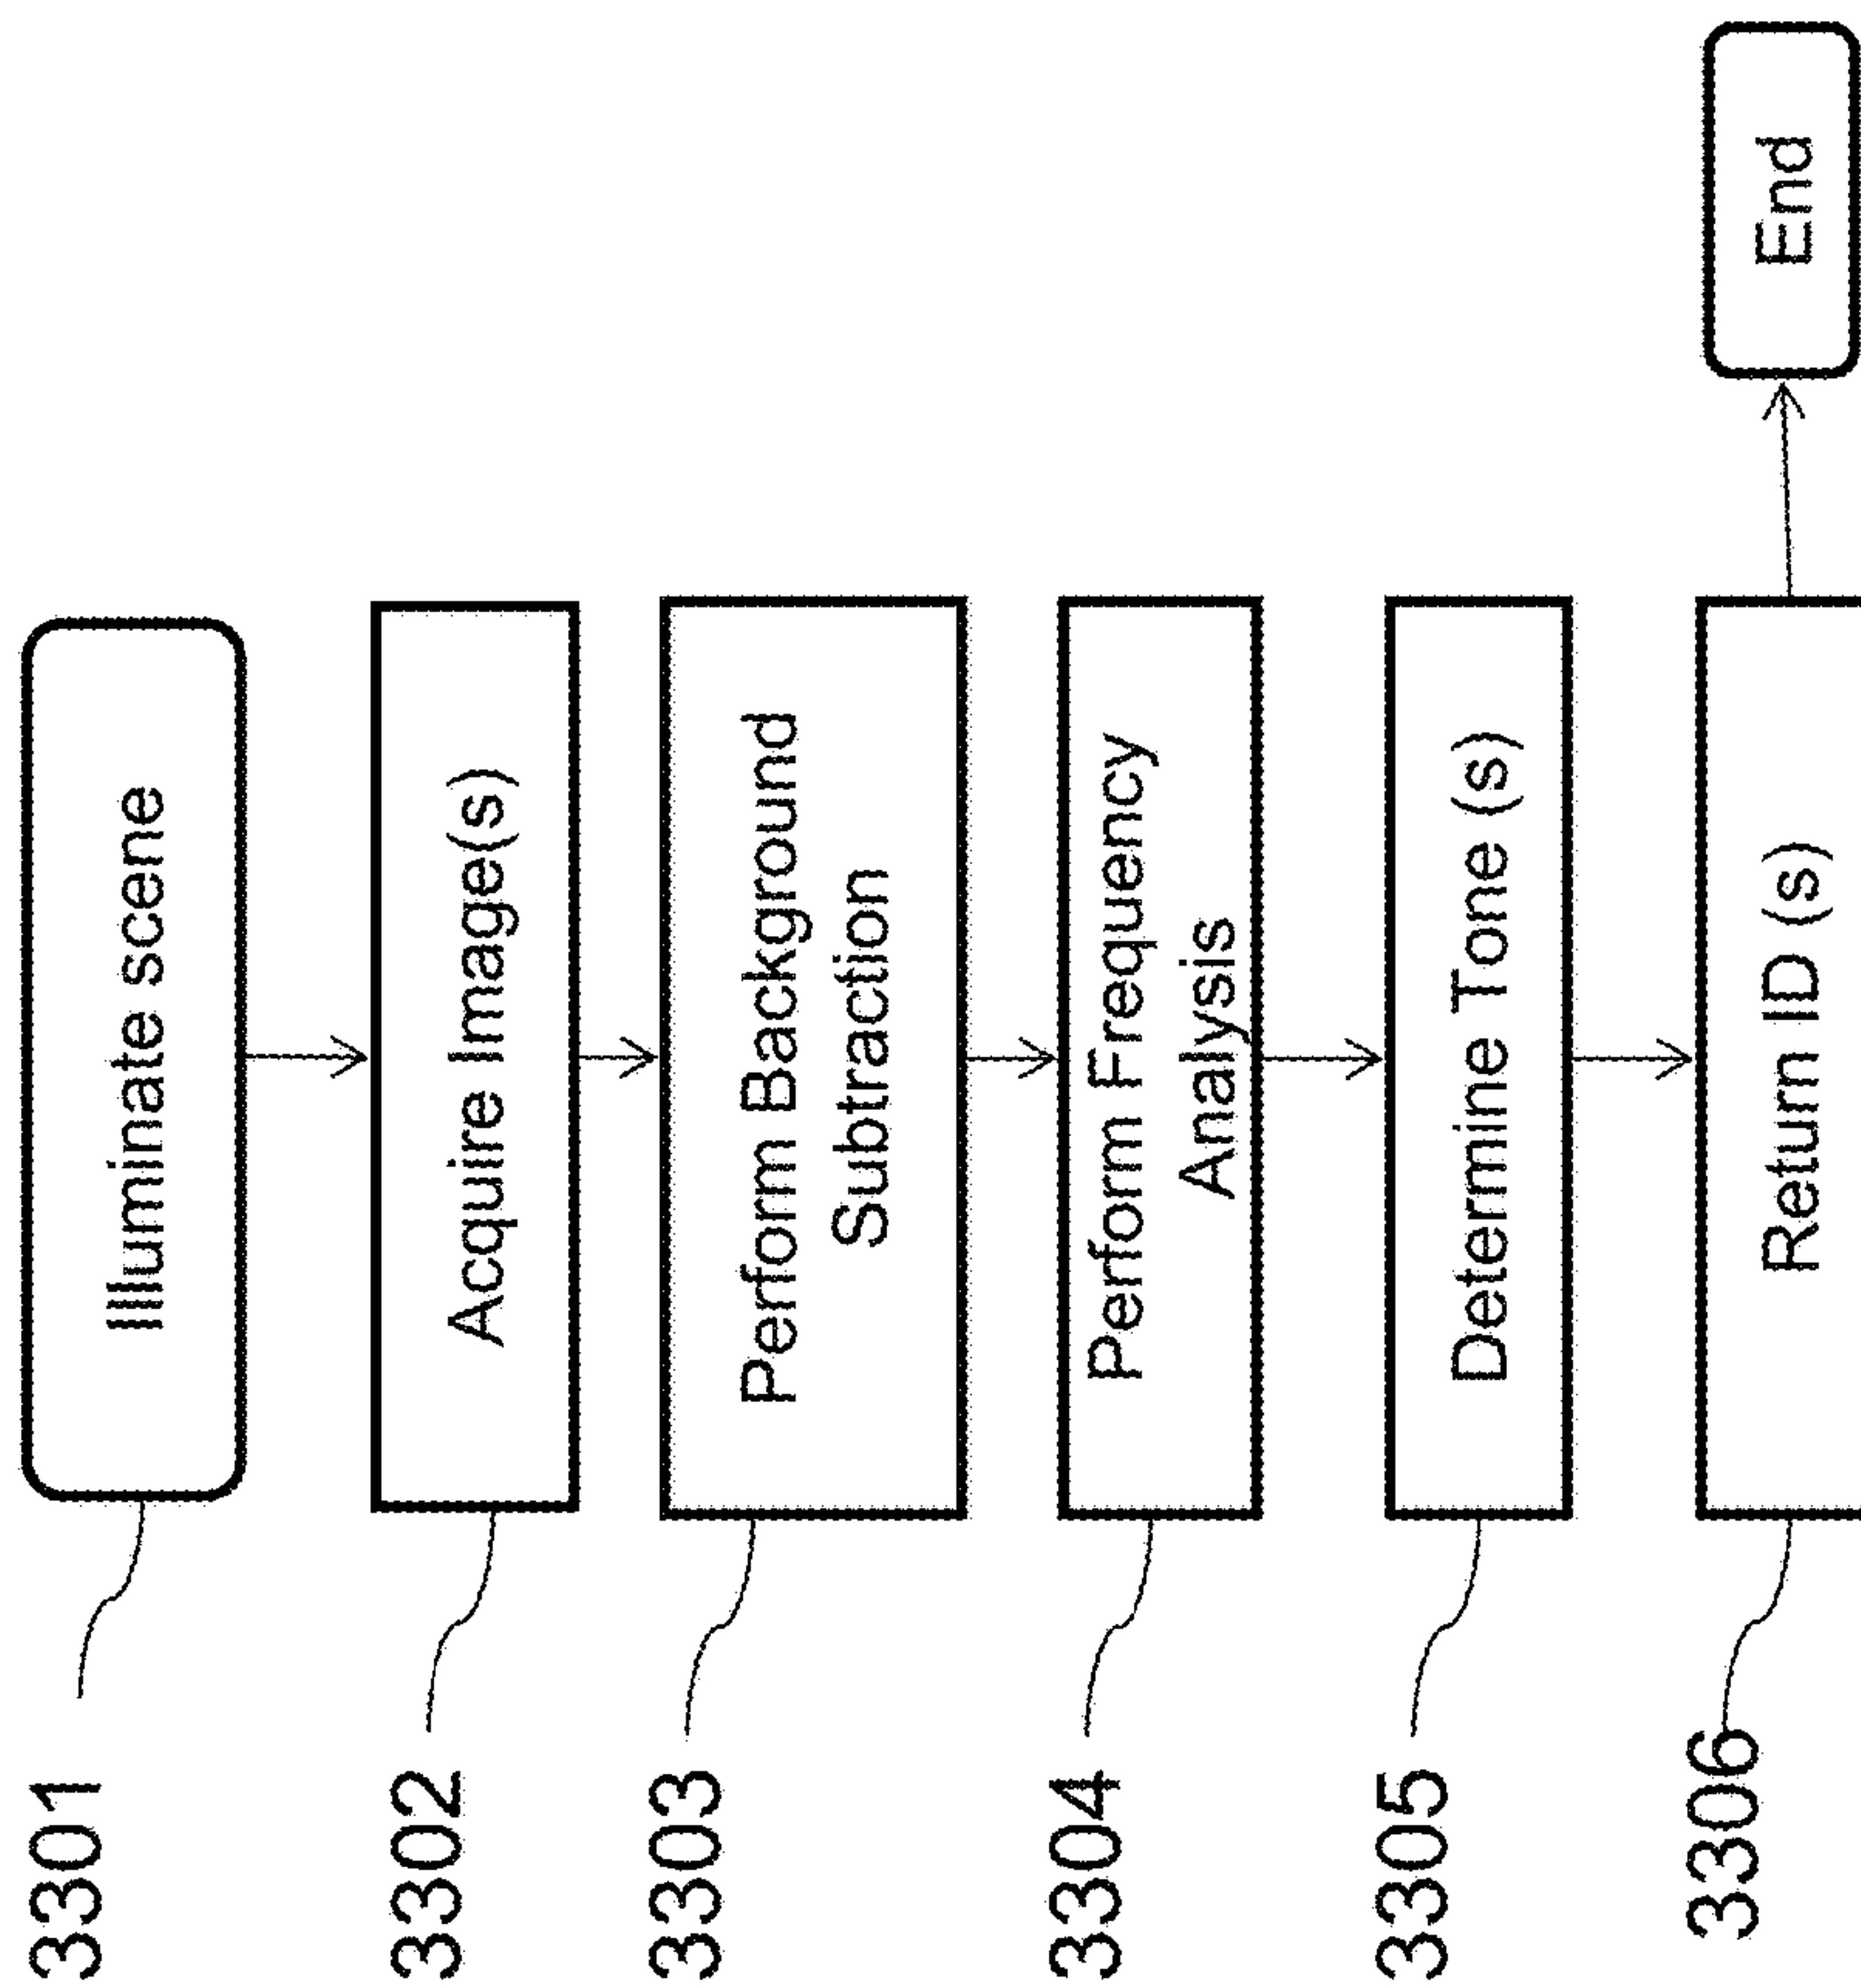 3301
Illuminate scene
3302
Acquire Image(s)
3303
Perform Background
Subtraction
3304
Perform Frequency
Analysis
3305
Determine Tone (s)
3306
Return ID (s)
End